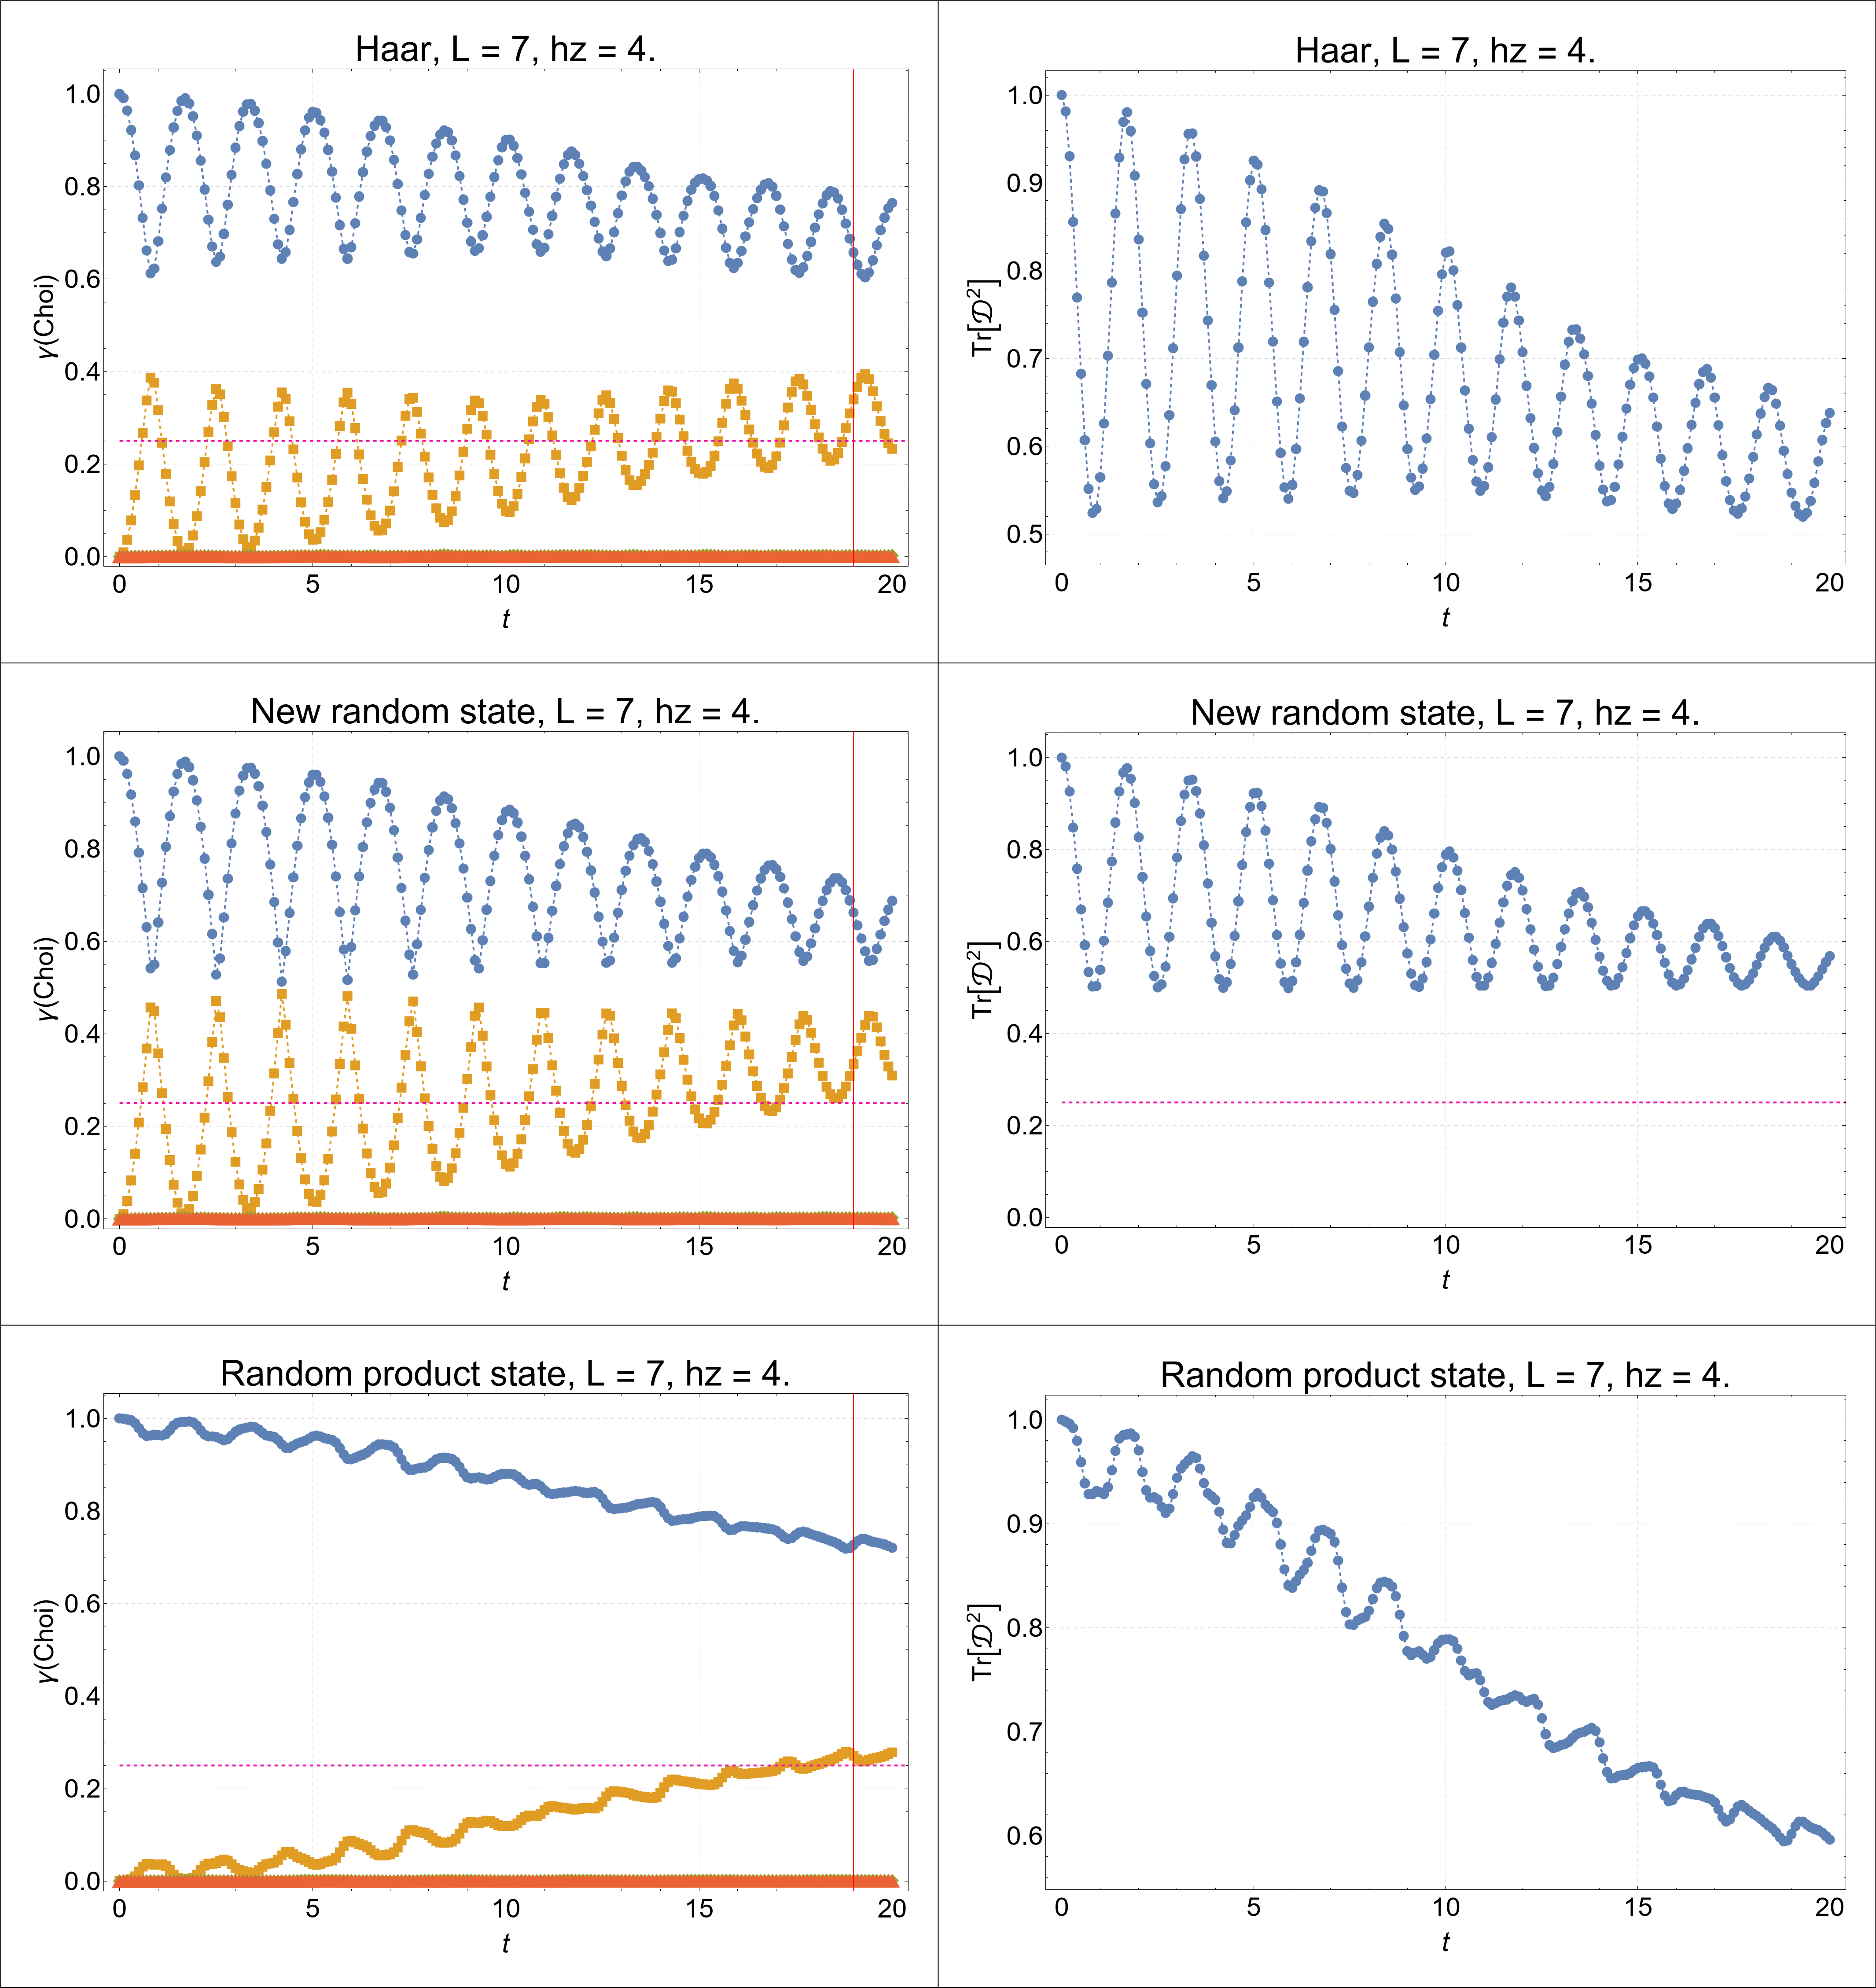 Haar, L = 7, hz = 4.
γ(Choi)
1.0
0.8
0.6
0.4
0.2
0.0
0 5 10 15 20
t
Haar, L = 7, hz = 4.
Tr[𝒟²]
1.0
0.9
0.8
0.7
0.6
0.5
0 5 10 15 20
t
New random state, L = 7, hz = 4.
γ(Choi)
1.0
0.8
0.6
0.4
0.2
0.0
0 5 10 15 20
t
New random state, L = 7, hz = 4.
Tr[𝒟²]
1.0
0.8
0.6
0.4
0.2
0.0
0 5 10 15 20
t
Random product state, L = 7, hz = 4.
γ(Choi)
1.0
0.8
0.6
0.4
0.2
0.0
0 5 10 15 20
t
Random product state, L = 7, hz = 4.
Tr[𝒟²]
1.0
0.9
0.8
0.7
0.6
0 5 10 15 20
t